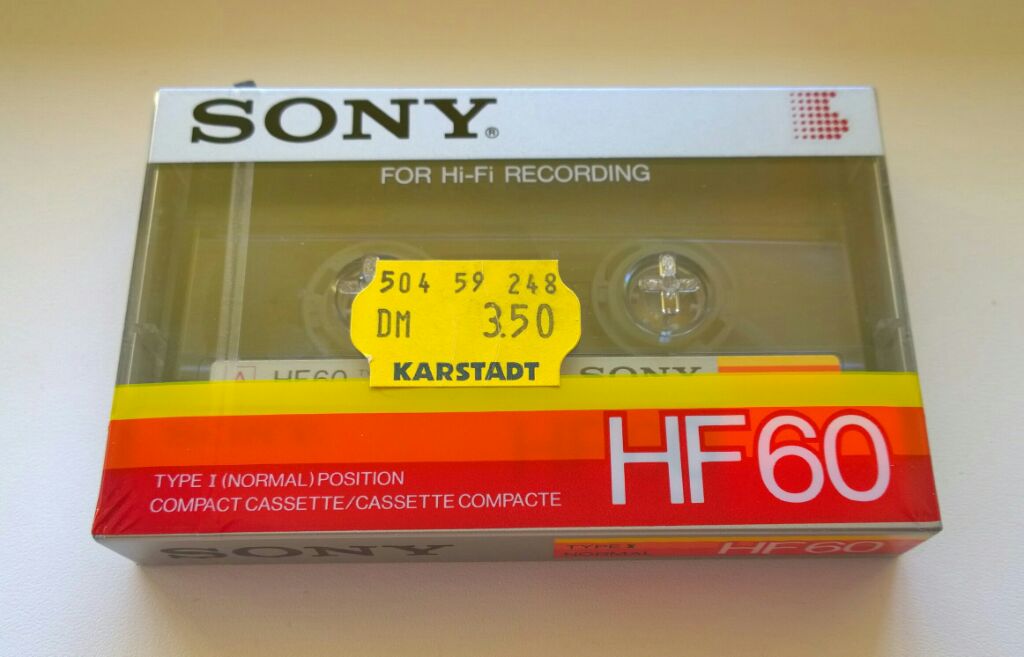 SONY®
FOR Hi-Fi RECORDING
504 59 248
DM 3.50
KARSTADT
A HF60
SONY
HF60
TYPE I (NORMAL) POSITION
COMPACT CASSETTE/CASSETTE COMPACTE
SONY
TYPE I
NORMAL
HF60